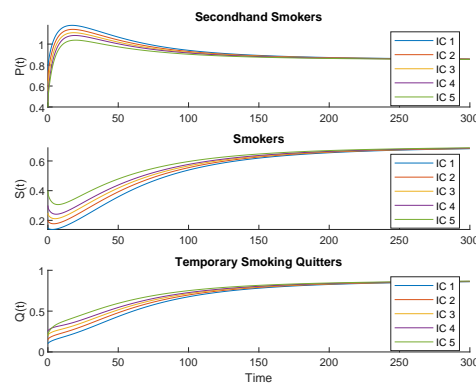 Secondhand Smokers
P(t)
1
0.8
0.6
0.4
0 50 100 150 200 250 300
IC 1
IC 2
IC 3
IC 4
IC 5
Smokers
S(t)
0.6
0.4
0.2
0 50 100 150 200 250 300
IC 1
IC 2
IC 3
IC 4
IC 5
Temporary Smoking Quitters
Q(t)
1
0.5
0
0 50 100 150 200 250 300
IC 1
IC 2
IC 3
IC 4
IC 5
Time